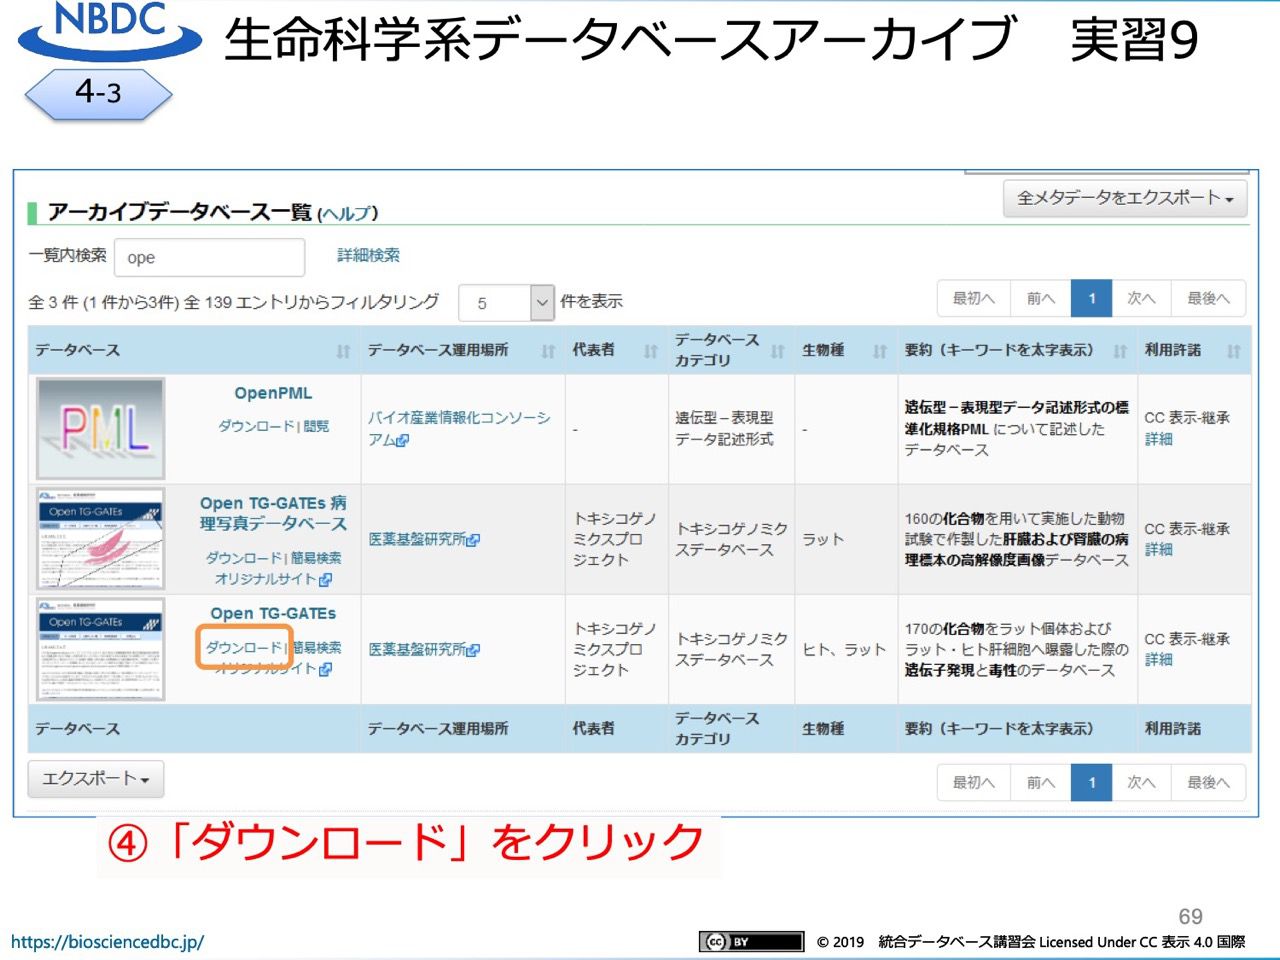 NBDC
生命科学系データベースアーカイブ　実習9
4-3
アーカイブデータベース一覧 (ヘルプ)
全メタデータをエクスポート
一覧内検索 ope 詳細検索
全 3 件 (1 件から3件) 全 139 エントリからフィルタリング 5 件を表示
最初へ 前へ 1 次へ 最後へ
データベース データベース運用場所 代表者 データベース カテゴリ 生物種 要約（キーワードを太字表示） 利用許諾
PML
OpenPML
ダウンロード | 閲覧
バイオ産業情報化コンソーシ
アム
-
遺伝型－表現型
データ記述形式
-
遺伝型－表現型データ記述形式の標
準化規格PML について記述した
データベース
CC 表示-継承
詳細
Open TG-GATEs
Open TG-GATEs 病
理写真データベース
ダウンロード | 簡易検索
オリジナルサイト
医薬基盤研究所
トキシコゲノ
ミクスプロ
ジェクト
トキシコゲノミク
スデータベース
ラット
160の化合物を用いて実施した動物
試験で作製した肝臓および腎臓の病
理標本の高解像度画像データベース
CC 表示-継承
詳細
Open TG-GATEs
Open TG-GATEs
ダウンロード | 簡易検索
オリジナルサイト
医薬基盤研究所
トキシコゲノ
ミクスプロ
ジェクト
トキシコゲノミク
スデータベース
ヒト、ラット
170の化合物をラット個体および
ラット・ヒト肝細胞へ曝露した際の
遺伝子発現と毒性のデータベース
CC 表示-継承
詳細
データベース データベース運用場所 代表者 データベース カテゴリ 生物種 要約（キーワードを太字表示） 利用許諾
エクスポート
最初へ 前へ 1 次へ 最後へ
④「ダウンロード」をクリック
69
https://biosciencedbc.jp/
cc BY © 2019　統合データベース講習会 Licensed Under CC 表示 4.0 国際